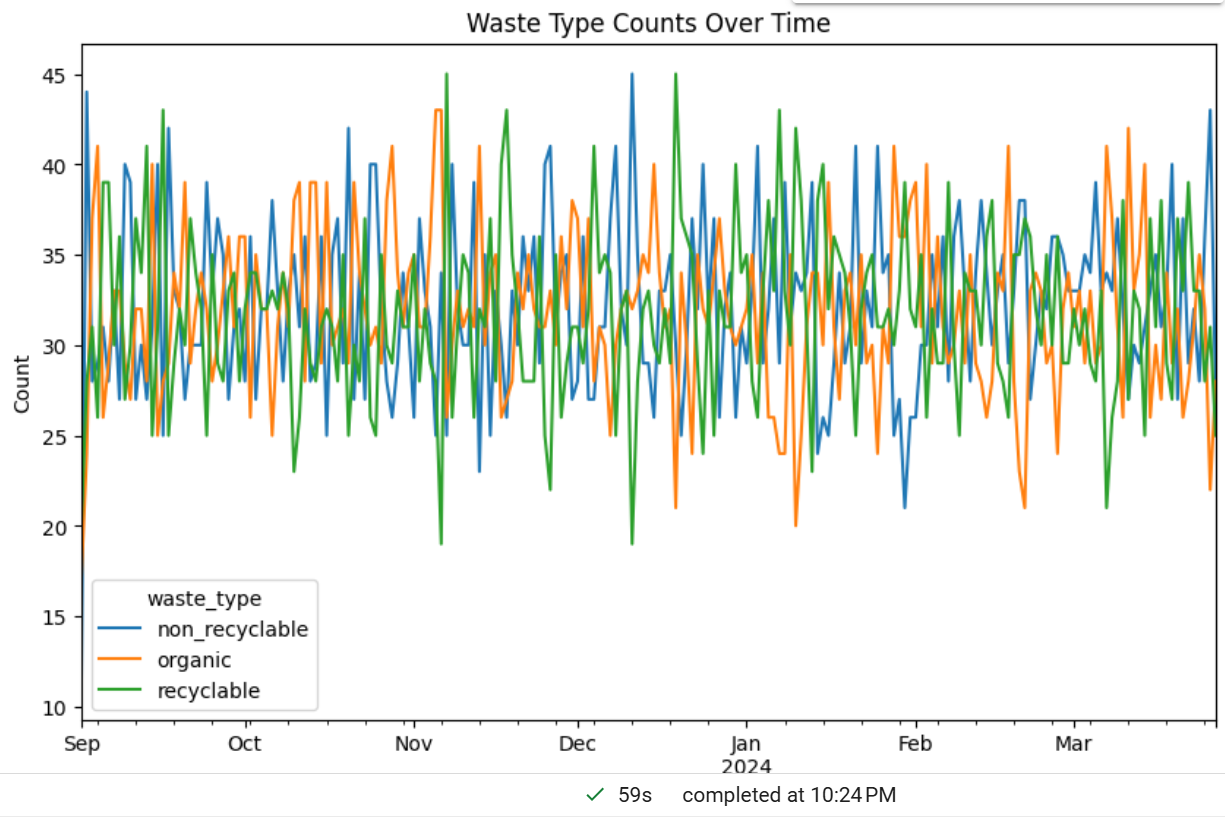 Waste Type Counts Over Time
45
40
35
30
25
20
15
10
Count
waste_type
non_recyclable
organic
recyclable
Sep Oct Nov Dec Jan Feb Mar
2024
59s completed at 10:24 PM